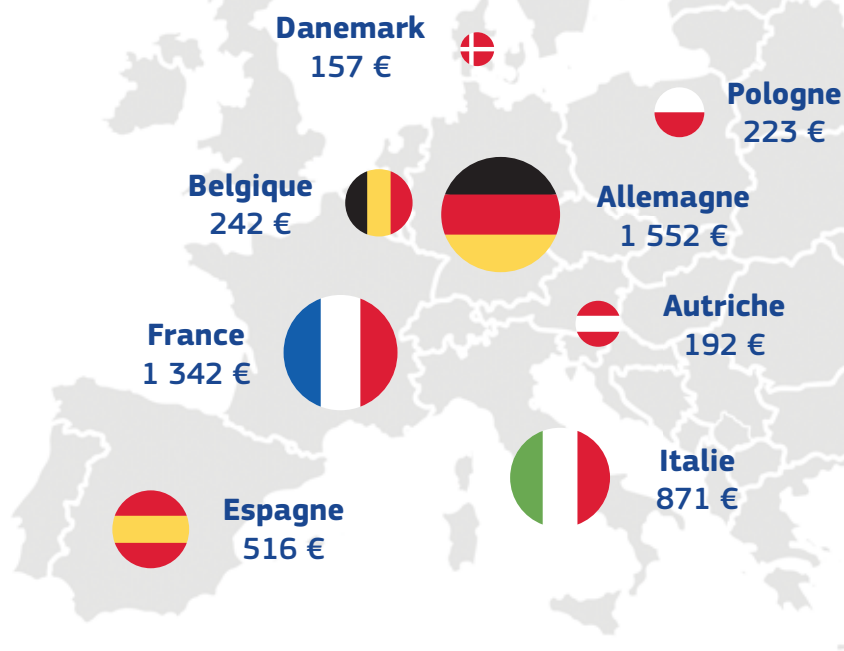 Danemark
157 €
Pologne
223 €
Belgique
242 €
Allemagne
1 552 €
Autriche
192 €
France
1 342 €
Italie
871 €
Espagne
516 €